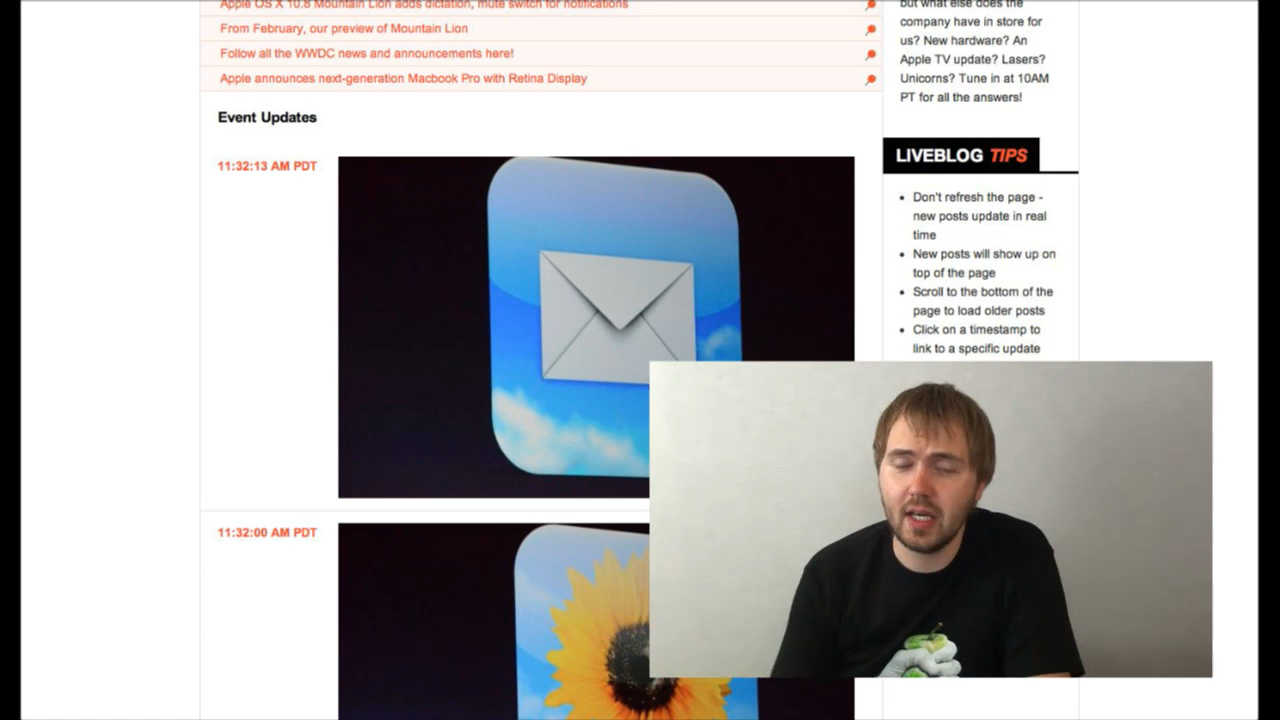 Apple OS X 10.8 Mountain Lion adds dictation, mute switch for notifications
From February, our preview of Mountain Lion
Follow all the WWDC news and announcements here!
Apple announces next-generation Macbook Pro with Retina Display
Event Updates
11:32:13 AM PDT
11:32:00 AM PDT
but what else does the
company have in store for
us? New hardware? An
Apple TV update? Lasers?
Unicorns? Tune in at 10AM
PT for all the answers!
LIVEBLOG TIPS
Don't refresh the page -
new posts update in real
time
New posts will show up on
top of the page
Scroll to the bottom of the
page to load older posts
Click on a timestamp to
link to a specific update